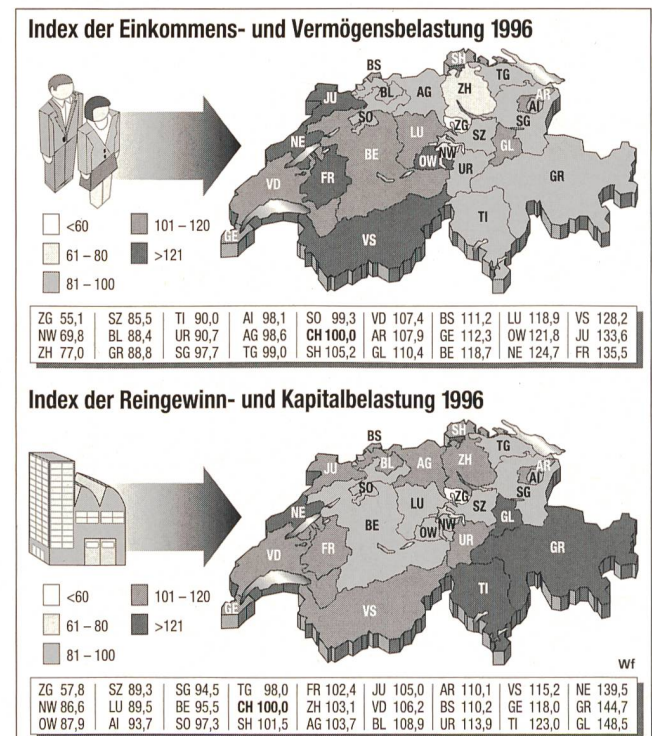 Index der Einkommens- und Vermögensbelastung 1996
BS
SH
TG
JU
BL
AG
ZH
AR
AI
SO
ZG
SG
NE
LU
SZ
BE
NW
OW
GL
VD
FR
UR
GR
GE
VS
TI
<60
101 – 120
61 – 80
>121
81 – 100
ZG 55,1 SZ 85,5 TI 90,0 AI 98,1 SO 99,3 VD 107,4 BS 111,2 LU 118,9 VS 128,2
NW 69,8 BL 88,4 UR 90,7 AG 98,6 CH 100,0 AR 107,9 GE 112,3 OW 121,8 JU 133,6
ZH 77,0 GR 88,8 SG 97,7 TG 99,0 SH 105,2 GL 110,4 BE 118,7 NE 124,7 FR 135,5
Index der Reingewinn- und Kapitalbelastung 1996
BS
SH
TG
JU
BL
AG
ZH
AR
AI
SO
ZG
SG
NE
LU
SZ
BE
NW
OW
GL
VD
FR
UR
GR
GE
VS
TI
<60
101 – 120
61 – 80
>121
81 – 100
Wf
ZG 57,8 SZ 89,3 SG 94,5 TG 98,0 FR 102,4 JU 105,0 AR 110,1 VS 115,2 NE 139,5
NW 86,6 LU 89,5 BE 95,5 CH 100,0 ZH 103,1 VD 106,2 BS 110,2 GE 118,0 GR 144,7
OW 87,9 AI 93,7 SO 97,3 SH 101,5 AG 103,7 BL 108,9 UR 113,9 TI 123,0 GL 148,5